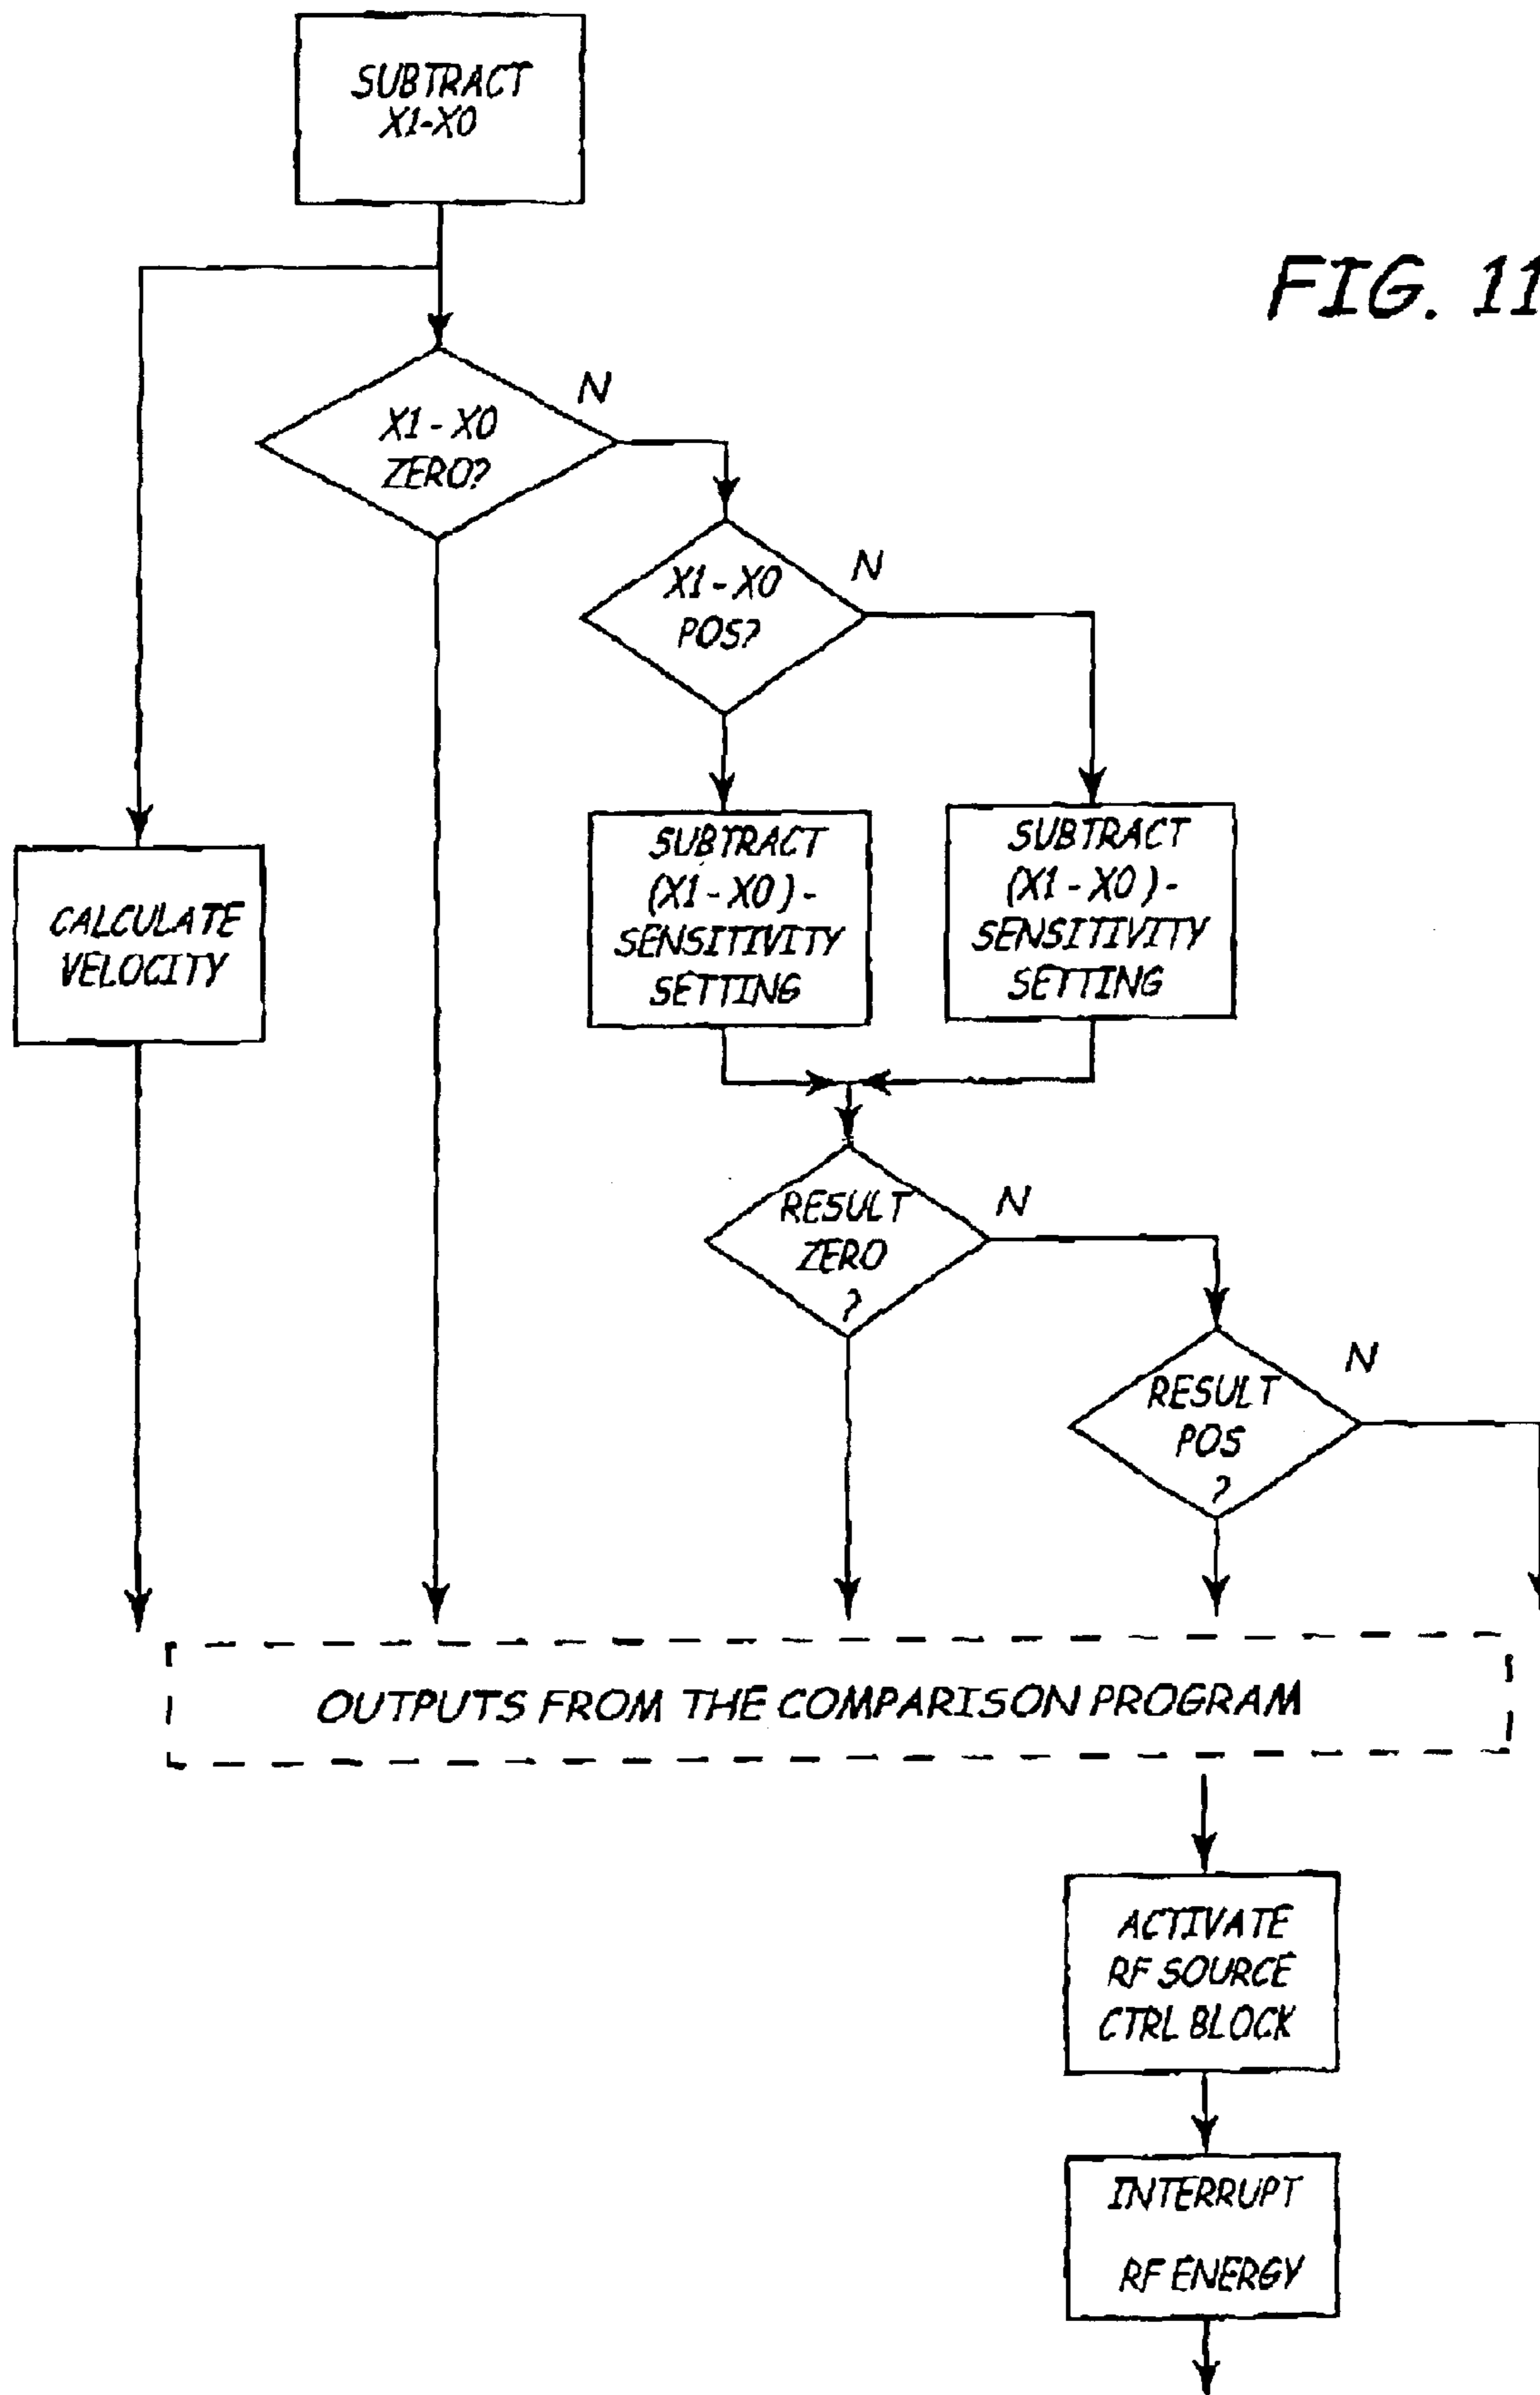 SUBTRACT
X1-X0
FIG. 11
N
X1 - X0
ZERO?
N
X1 - X0
POS?
SUBTRACT
(X1 - X0) -
SENSITIVITY
SETTING
SUBTRACT
(X1 - X0) -
SENSITIVITY
SETTING
CALCULATE
VELOCITY
RESULT
ZERO
?
N
RESULT
POS
?
N
OUTPUTS FROM THE COMPARISON PROGRAM
ACTIVATE
RF SOURCE
CTRL BLOCK
INTERRUPT
RF ENERGY